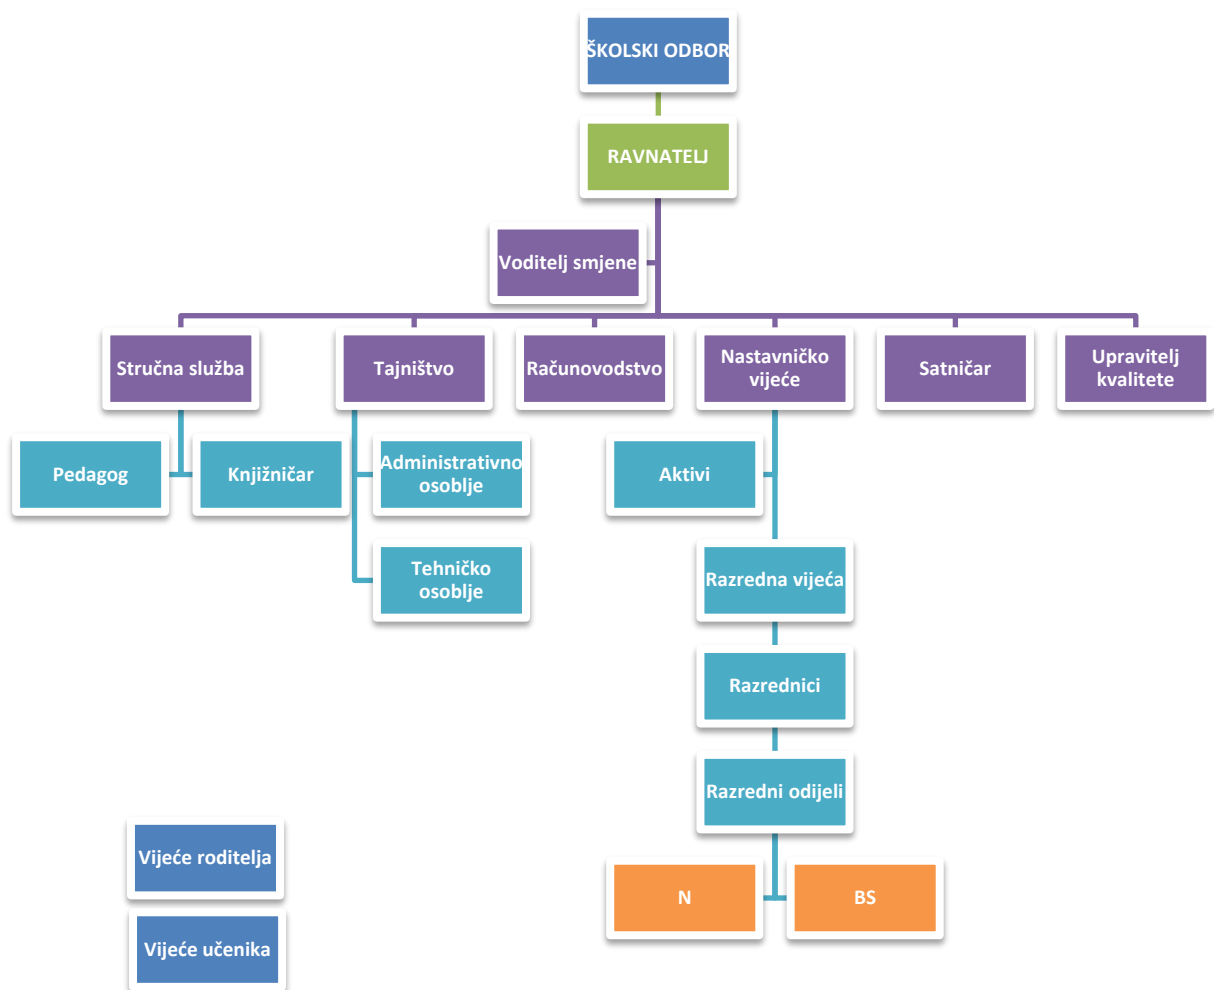 ŠKOLSKI ODBOR
RAVNATELJ
Voditelj smjene
Stručna služba
Tajništvo
Računovodstvo
Nastavničko
vijeće
Satničar
Upravitelj
kvalitete
Pedagog
Knjižničar
Administrativno
osoblje
Aktivi
Tehničko
osoblje
Razredna vijeća
Razrednici
Razredni odijeli
Vijeće roditelja
N
BS
Vijeće učenika